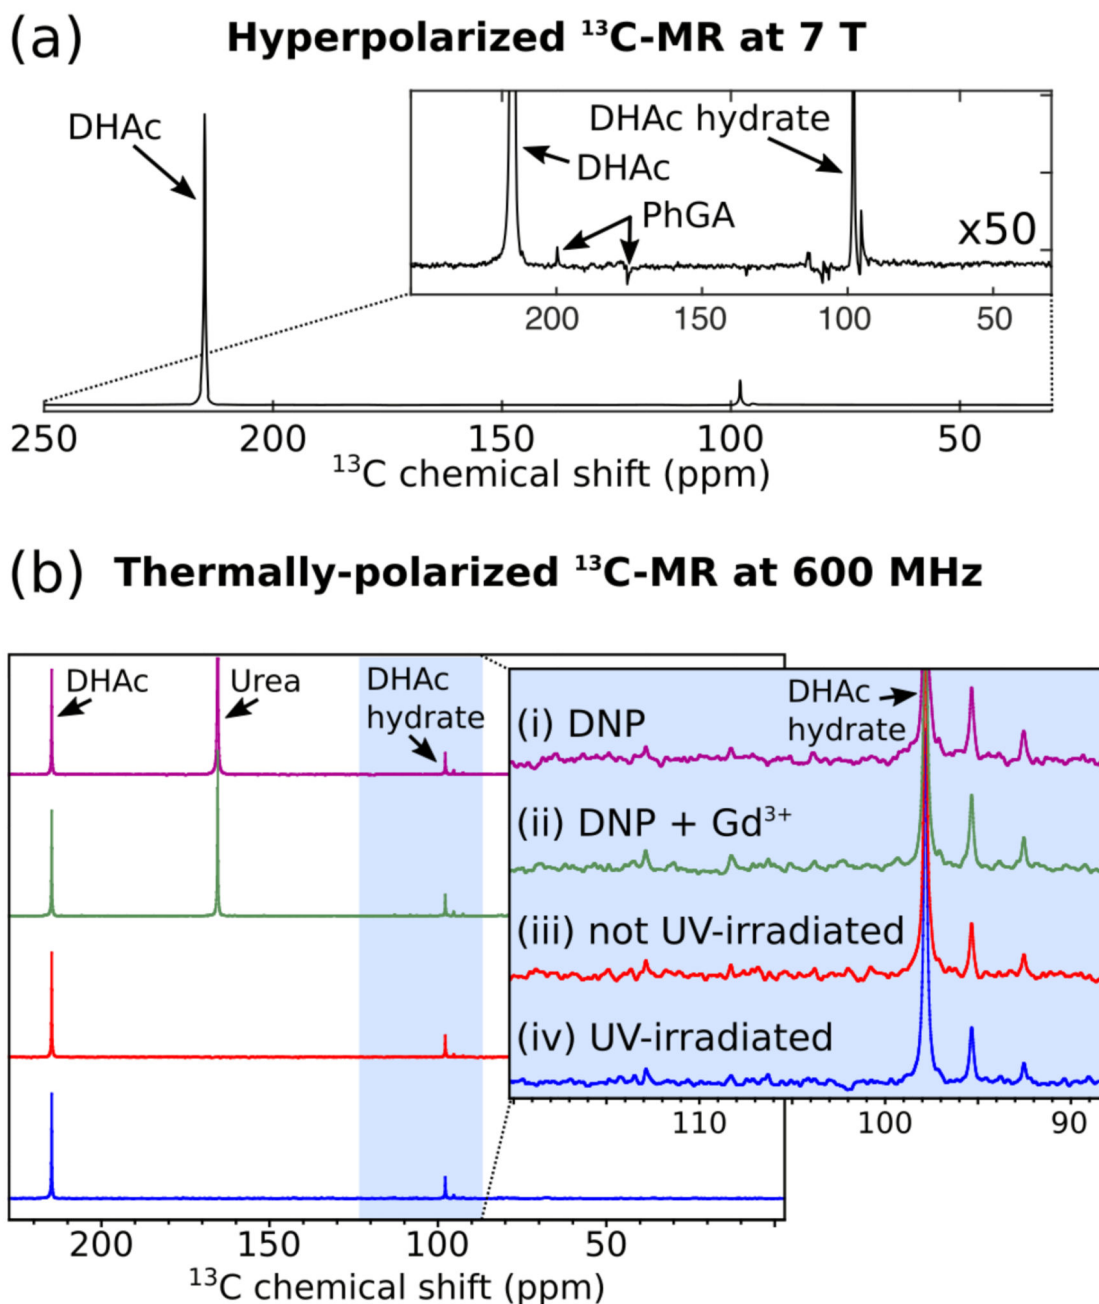 (a) Hyperpolarized ¹³C-MR at 7 T
DHAc
DHAc hydrate
DHAc
PhGA
x50
200 150 100 50
250 200 150 100 50
¹³C chemical shift (ppm)
(b) Thermally-polarized ¹³C-MR at 600 MHz
DHAc
Urea
DHAc
hydrate
DHAc
hydrate
(i) DNP
(ii) DNP + Gd³⁺
(iii) not UV-irradiated
(iv) UV-irradiated
110 100 90
200 150 100 50
¹³C chemical shift (ppm)